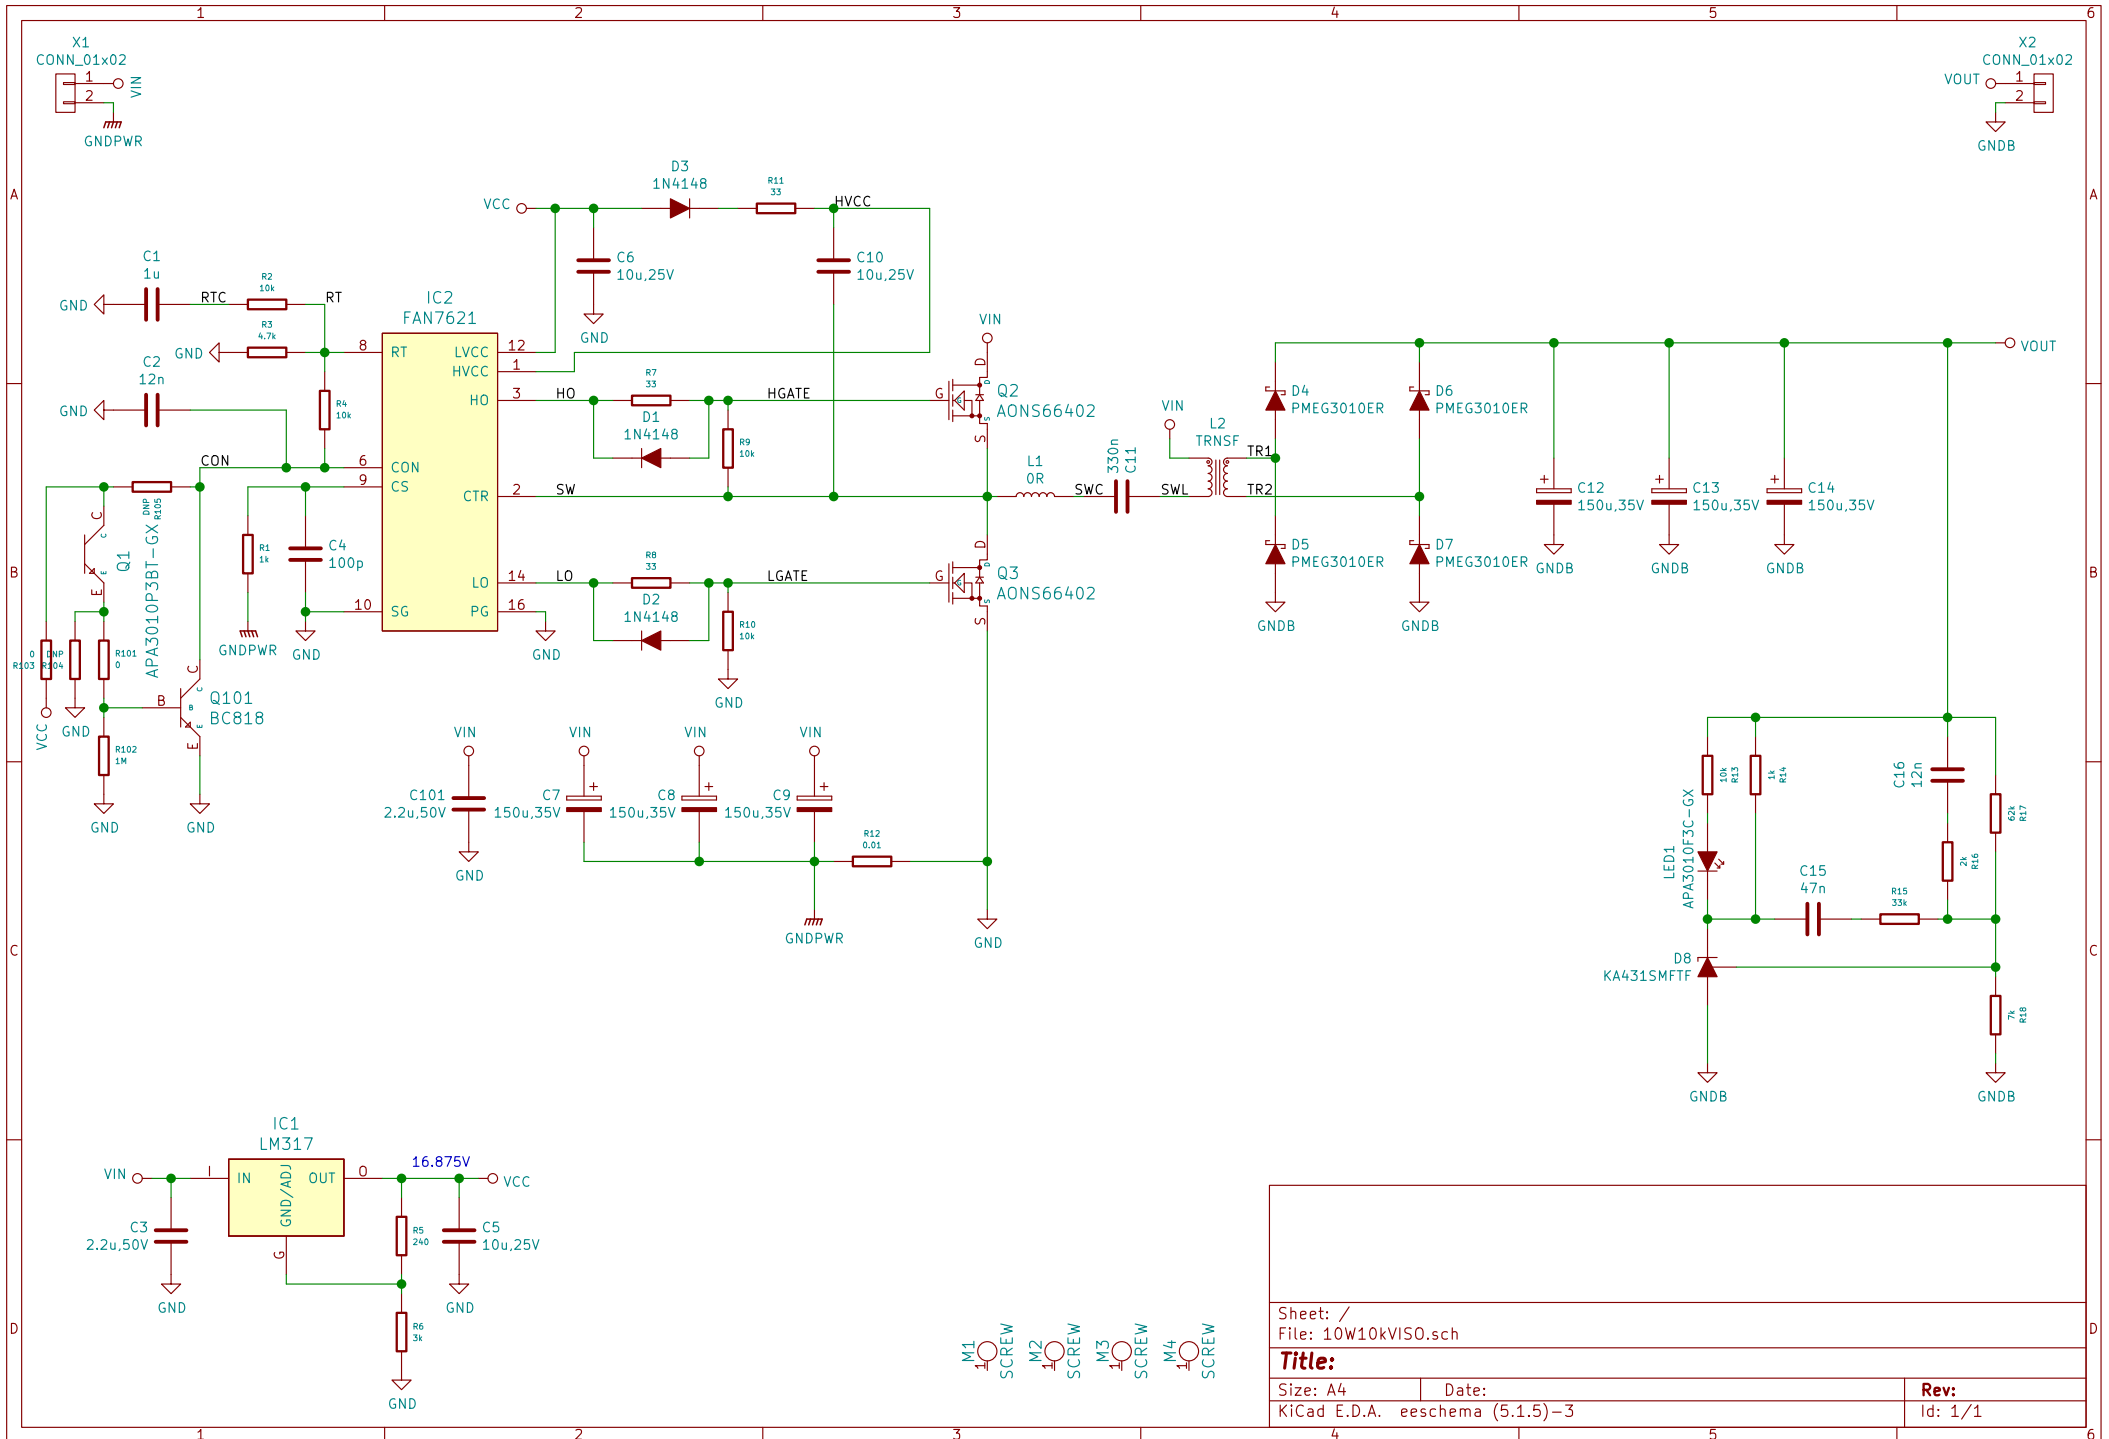 1 2 3 4 5 6
X1
CONN_01x02
1
2
VIN
GNDPWR
X2
CONN_01x02
VOUT
1
2
GNDB
A
A
D3
1N4148
R11
33
VCC
HVCC
C6
10u,25V
GND
C10
10u,25V
C1
1u
GND
RTC
R2
10k
RT
R3
4.7k
GND
C2
12n
GND
R4
10k
CON
IC2
FAN7621
8
RT
6
CON
9
CS
10
SG
LVCC
12
HVCC
1
HO
3
CTR
2
LO
14
PG
16
GND
HO
R7
33
D1
1N4148
HGATE
R9
10k
SW
LO
R8
33
D2
1N4148
LGATE
R10
10k
GND
VIN
D
D
G
G
S
S
Q2
AONS66402
D
D
G
G
S
S
Q3
AONS66402
L1
0R
SWC
330n
C11
SWL
VIN
L2
TRNSF
TR1
TR2
D4
PMEG3010ER
D6
PMEG3010ER
D5
PMEG3010ER
D7
PMEG3010ER
GNDB
GNDB
VOUT
C12
150u,35V
GNDB
C13
150u,35V
GNDB
C14
150u,35V
GNDB
B
B
DNP
R105
C
C
E
E
Q1
APA3010P3BT-GX
R1
1k
GNDPWR
C4
100p
GND
0
R103
VCC
DNP
R104
GND
R101
0
R102
1M
GND
B
B
C
C
E
E
Q101
BC818
GND
VIN
C101
2.2u,50V
GND
VIN
C7
150u,35V
VIN
C8
150u,35V
VIN
C9
150u,35V
R12
0.01
GNDPWR
GND
10k
R13
1k
R14
LED1
APA3010F3C-GX
C16
12n
2k
R16
62k
R17
C15
47n
R15
33k
D8
KA431SMFTF
7k
R18
GNDB
GNDB
C
C
IC1
LM317
VIN
I
IN
GND/ADJ
OUT
O
G
16.875V
VCC
C3
2.2u,50V
GND
R5
240
C5
10u,25V
GND
R6
3k
GND
D
D
M1
1
SCREW
M2
1
SCREW
M3
1
SCREW
M4
1
SCREW
Sheet: /
File: 10W10kVISO.sch
Title:
Size: A4
Date:
Rev:
KiCad E.D.A. eeschema (5.1.5)-3
Id: 1/1
1 2 3 4 5 6